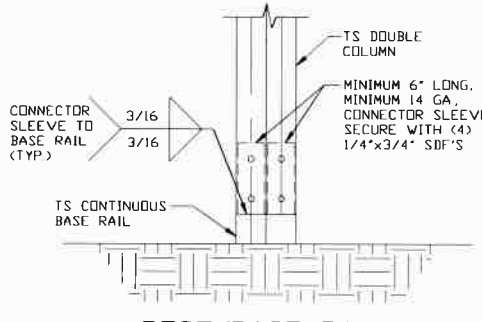 TS DOUBLE
COLUMN
MINIMUM 6" LONG,
MINIMUM 14 GA,
CONNECTOR SLEEVE
SECURE WITH (4)
1/4"x3/4" SDF'S
CONNECTOR
SLEEVE TO
BASE RAIL
(TYP.)
3/16
3/16
TS CONTINUOUS
BASE RAIL